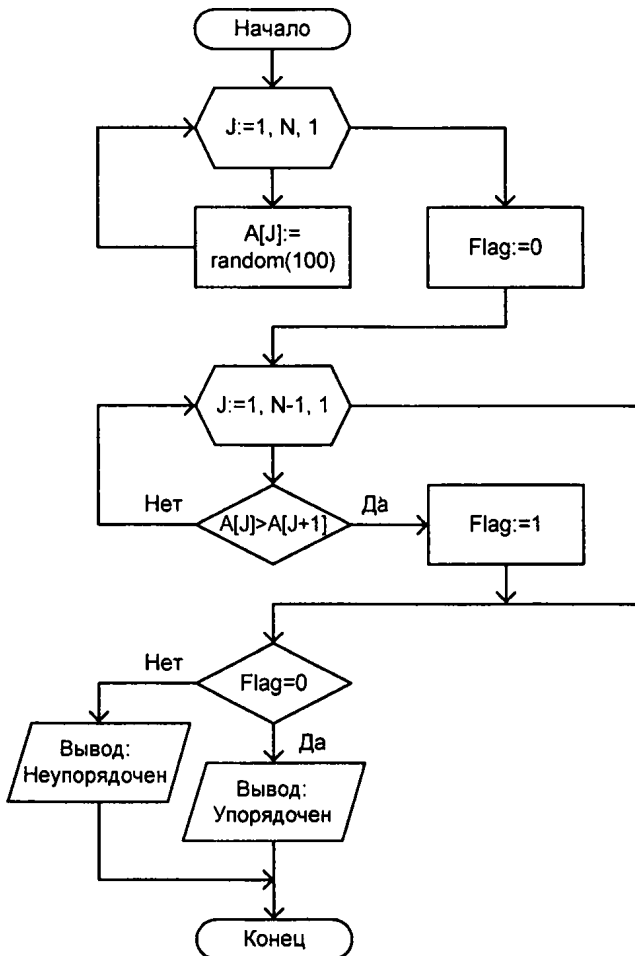 Начало
J:=1, N, 1
A[J]:=
random(100)
Flag:=0
J:=1, N-1, 1
Нет
A[J]>A[J+1]
Да
Flag:=1
Нет
Flag=0
Да
Вывод:
Неупорядочен
Вывод:
Упорядочен
Конец